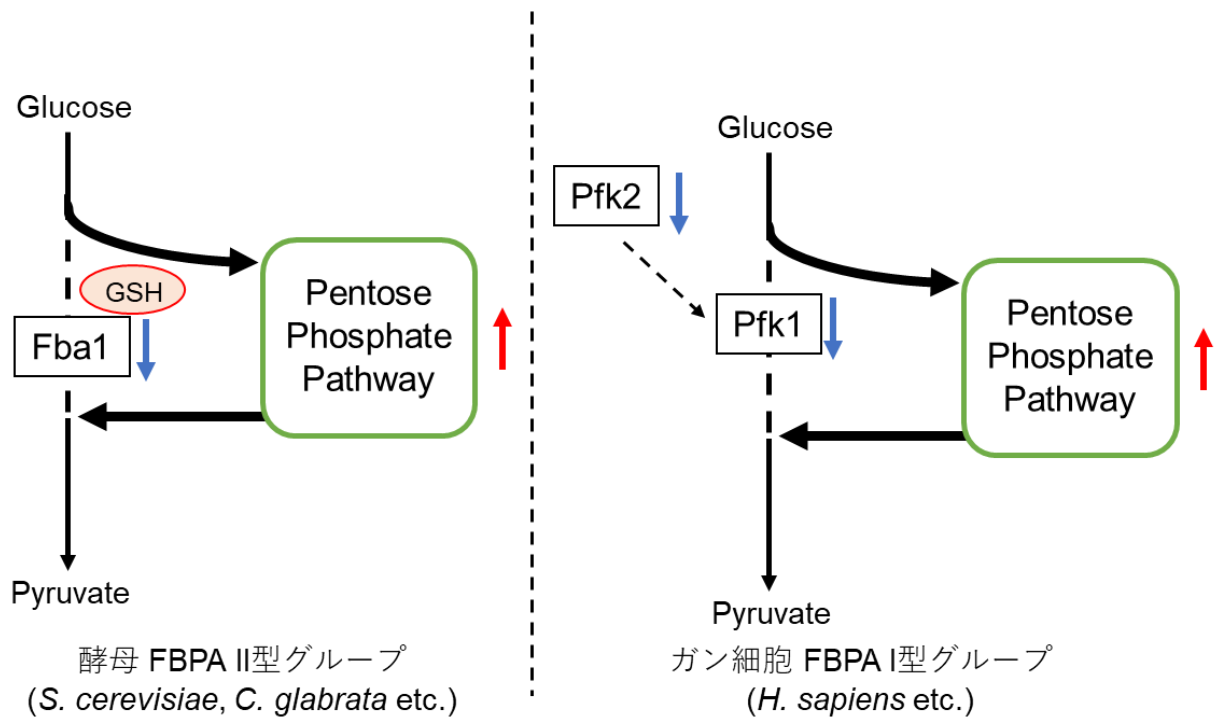 Glucose
GSH
Fba1
Pentose
Phosphate
Pathway
Pyruvate
酵母 FBPA II型グループ
(S. cerevisiae, C. glabrata etc.)
Glucose
Pfk2
Pfk1
Pentose
Phosphate
Pathway
Pyruvate
ガン細胞 FBPA I型グループ
(H. sapiens etc.)